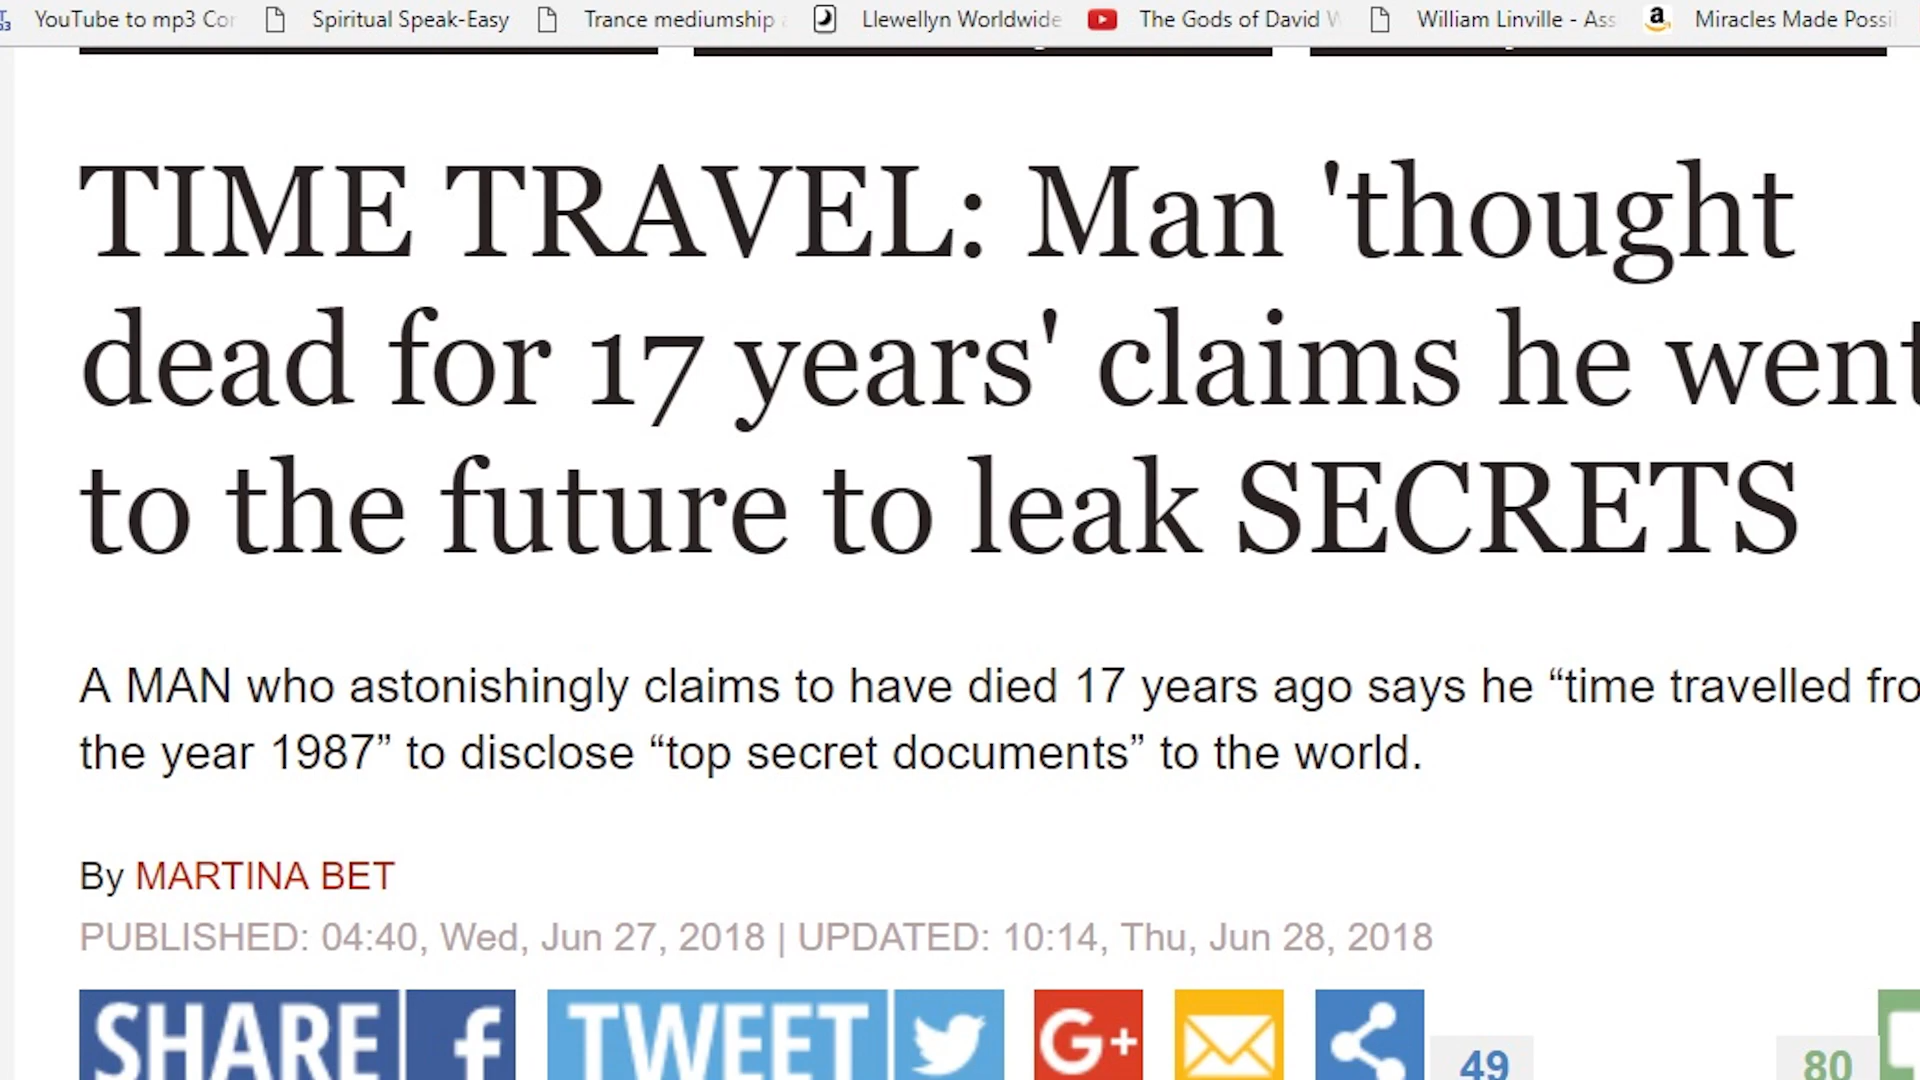 YouTube to mp3 Con Spiritual Speak-Easy Trance mediumship Llewellyn Worldwide The Gods of David W William Linville - Ass Miracles Made Possi
TIME TRAVEL: Man 'thought
dead for 17 years' claims he went
to the future to leak SECRETS
A MAN who astonishingly claims to have died 17 years ago says he “time travelled fro
the year 1987” to disclose “top secret documents” to the world.
By MARTINA BET
PUBLISHED: 04:40, Wed, Jun 27, 2018 | UPDATED: 10:14, Thu, Jun 28, 2018
SHARE f TWEET G+ 49 80